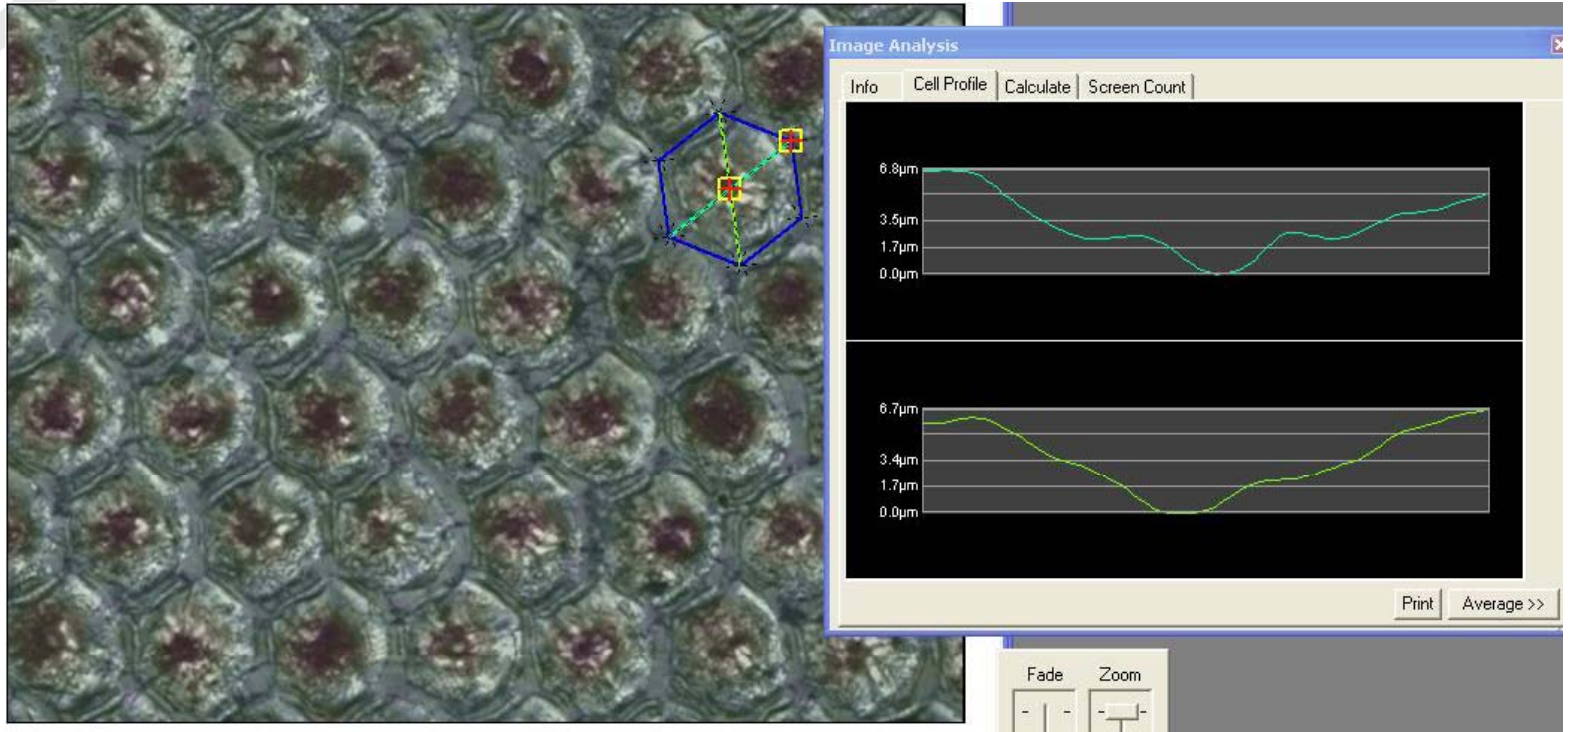 Image Analysis
Info Cell Profile Calculate Screen Count
6.8µm
3.5µm
1.7µm
0.0µm
6.7µm
3.4µm
1.7µm
0.0µm
Print Average >>
Fade Zoom